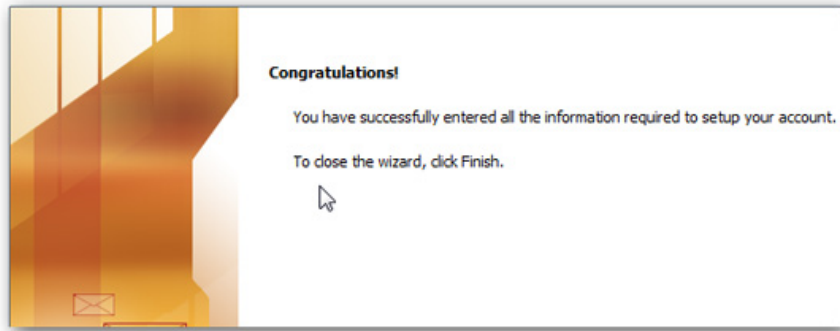 Congratulations!
You have successfully entered all the information required to setup your account.
To close the wizard, click Finish.